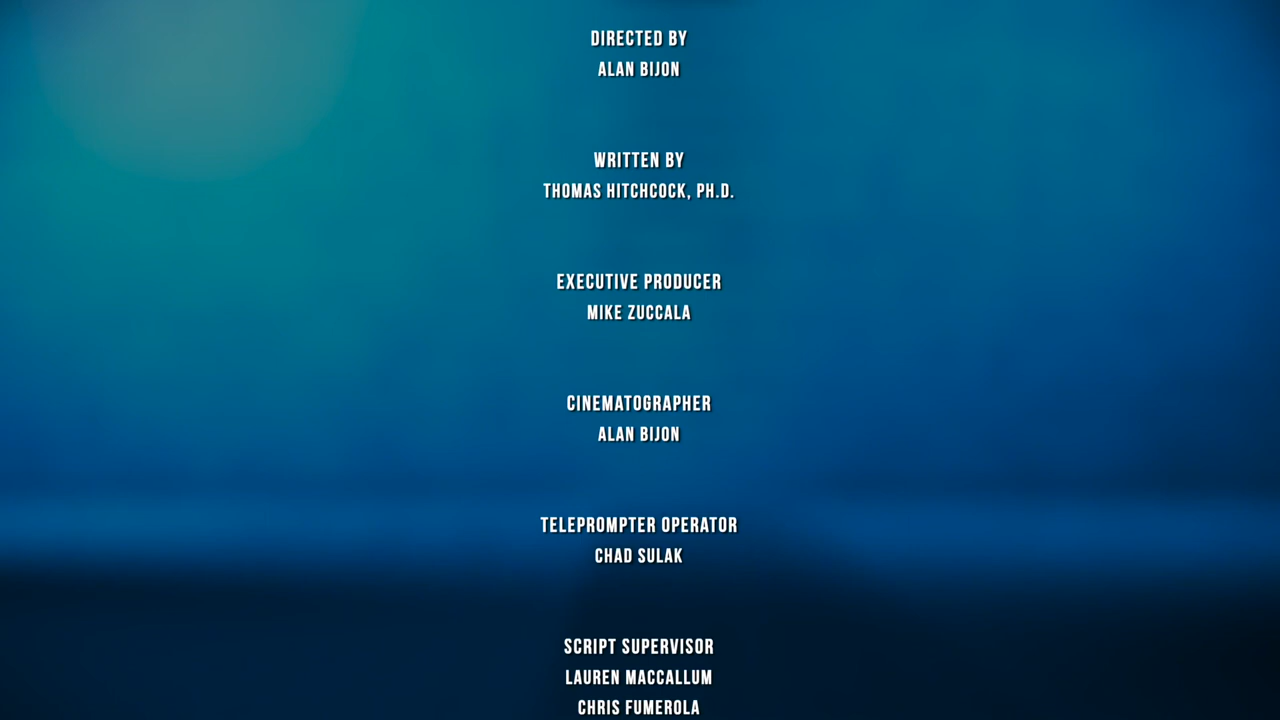 DIRECTED BY
ALAN BIJON
WRITTEN BY
THOMAS HITCHCOCK, PH.D.
EXECUTIVE PRODUCER
MIKE ZUCCALA
CINEMATOGRAPHER
ALAN BIJON
TELEPROMPTER OPERATOR
CHAD SULAK
SCRIPT SUPERVISOR
LAUREN MACCALLUM
CHRIS FUMEROLA